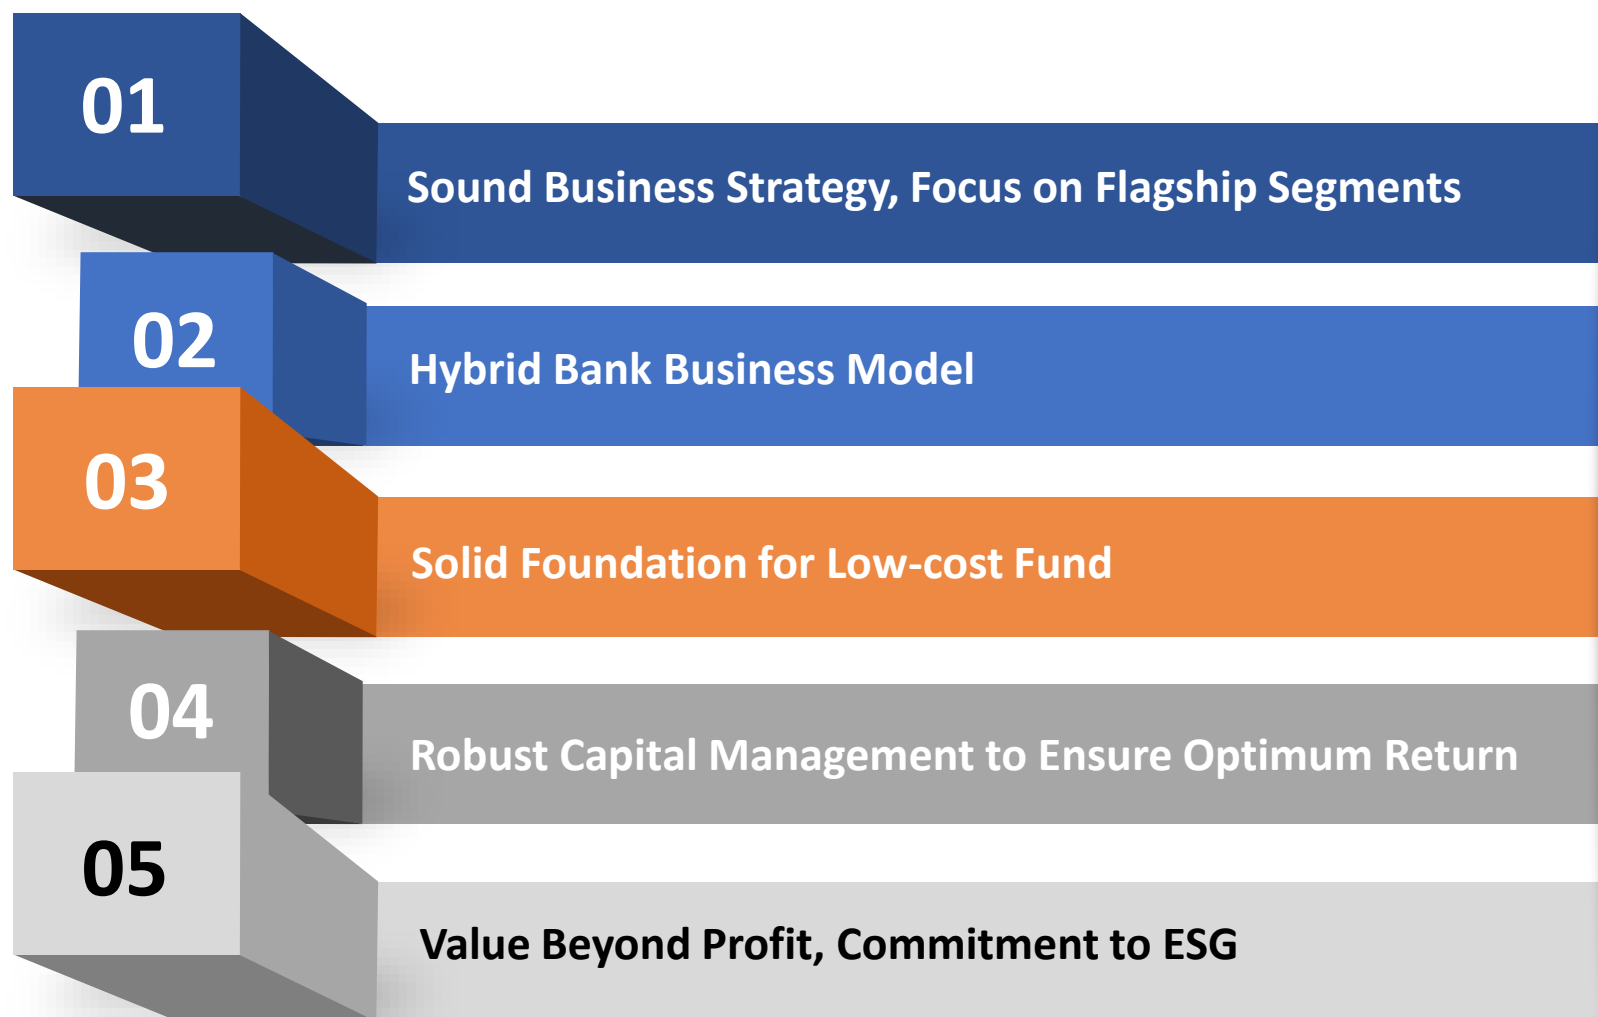 01
Sound Business Strategy, Focus on Flagship Segments
02
Hybrid Bank Business Model
03
Solid Foundation for Low-cost Fund
04
Robust Capital Management to Ensure Optimum Return
05
Value Beyond Profit, Commitment to ESG